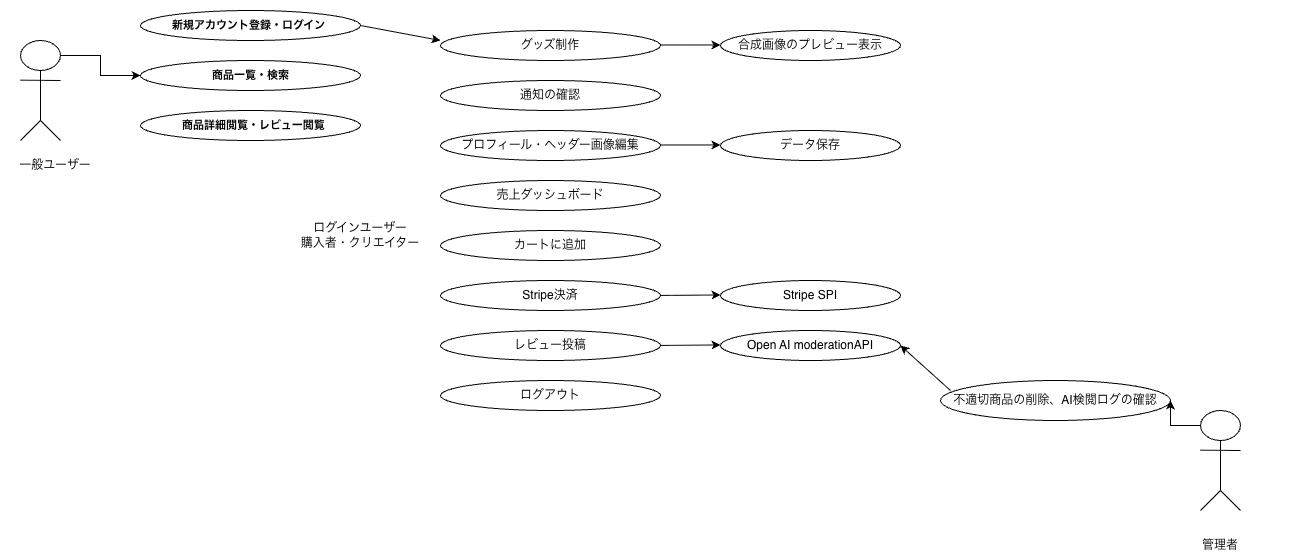 新規アカウント登録・ログイン
商品一覧・検索
商品詳細閲覧・レビュー閲覧
一般ユーザー
グッズ制作
合成画像のプレビュー表示
通知の確認
プロフィール・ヘッダー画像編集
データ保存
売上ダッシュボード
ログインユーザー
購入者・クリエイター
カートに追加
Stripe決済
Stripe SPI
レビュー投稿
Open AI moderationAPI
ログアウト
不適切商品の削除、AI検閲ログの確認
管理者